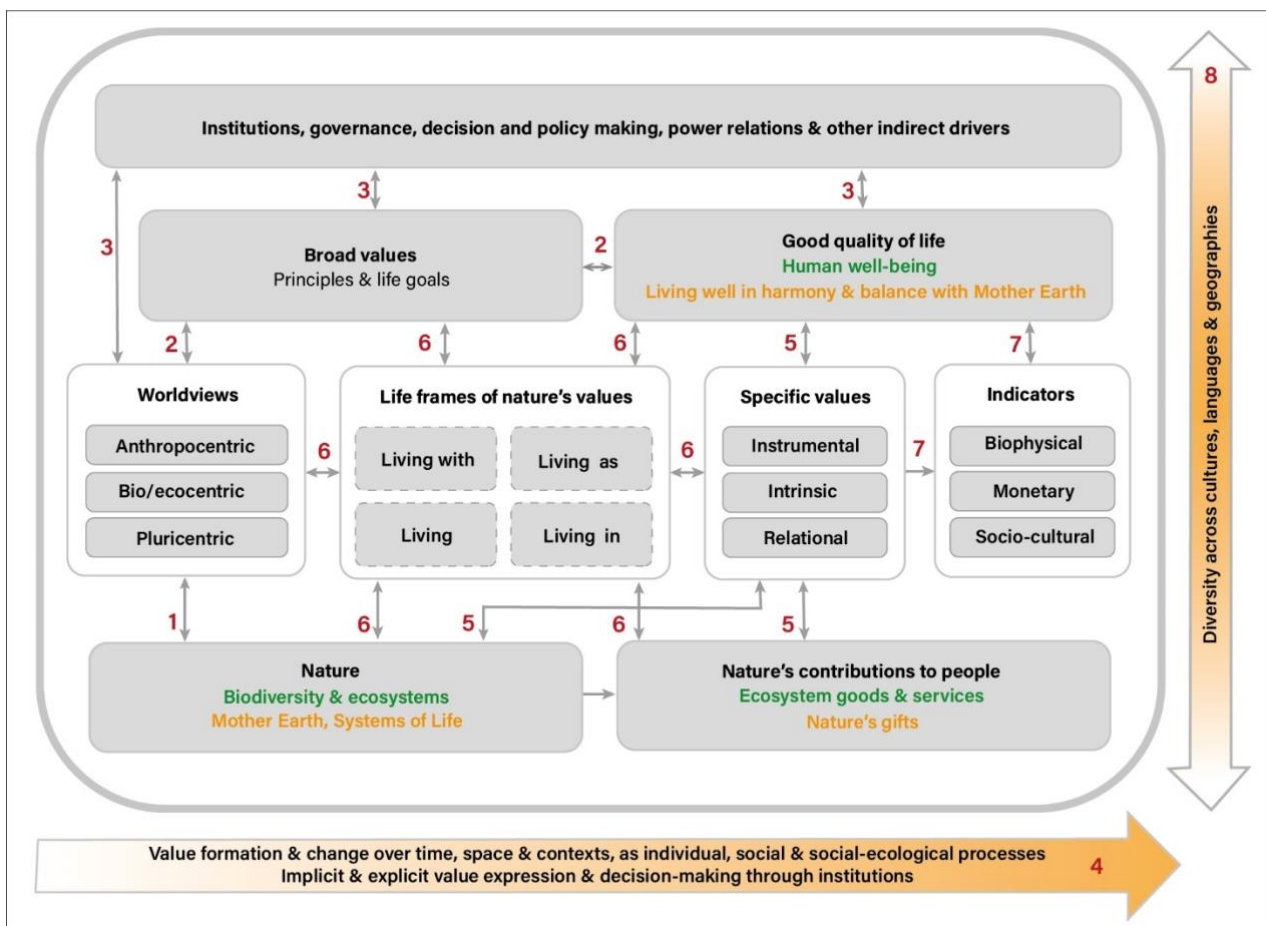 8
Institutions, governance, decision and policy making, power relations & other indirect drivers
3
3
3
Broad values
Principles & life goals
2
Good quality of life
Human well-being
Living well in harmony & balance with Mother Earth
2
6
6
5
7
Worldviews
Anthropocentric
Bio/ecocentric
Pluricentric
6
Life frames of nature's values
Living with
Living as
Living
Living in
6
Specific values
Instrumental
Intrinsic
Relational
7
Indicators
Biophysical
Monetary
Socio-cultural
1
6
5
6
5
Nature
Biodiversity & ecosystems
Mother Earth, Systems of Life
Nature's contributions to people
Ecosystem goods & services
Nature's gifts
Diversity across cultures, languages & geographies
Value formation & change over time, space & contexts, as individual, social & social-ecological processes
Implicit & explicit value expression & decision-making through institutions
4